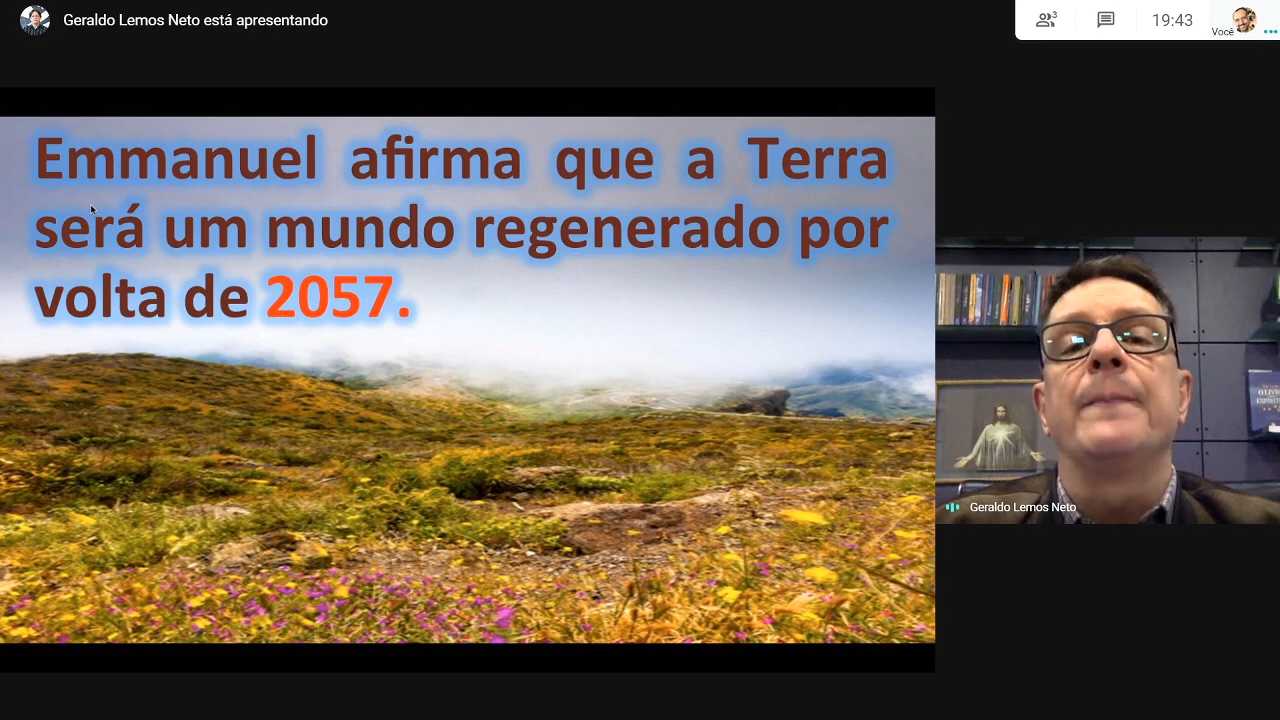 Geraldo Lemos Neto está apresentando
3
19:43
Você
Emmanuel afirma que a Terra
será um mundo regenerado por
volta de 2057.
Geraldo Lemos Neto